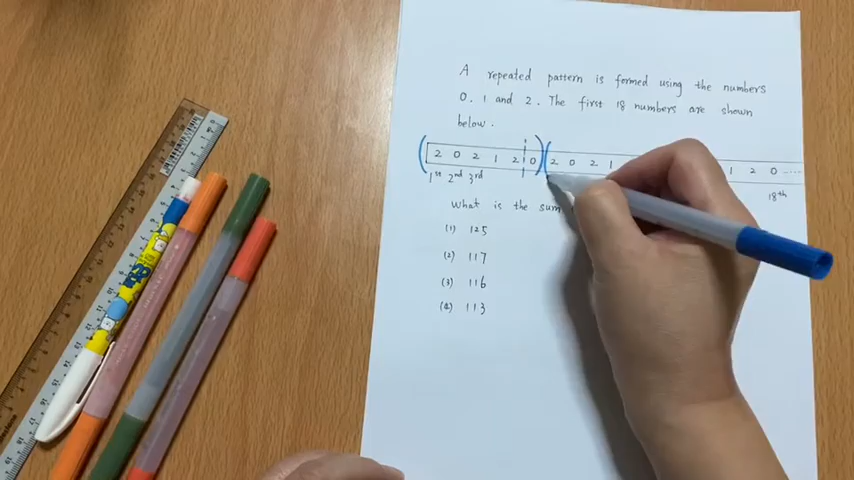 A repeated pattern is formed using the numbers
0, 1 and 2. The first 18 numbers are shown
below.
2 0 2 1 2 0 2 0 2 1 1 2 0 ....
1st 2nd 3rd 18th
What is the sum
(1) 125
(2) 117
(3) 116
(4) 113